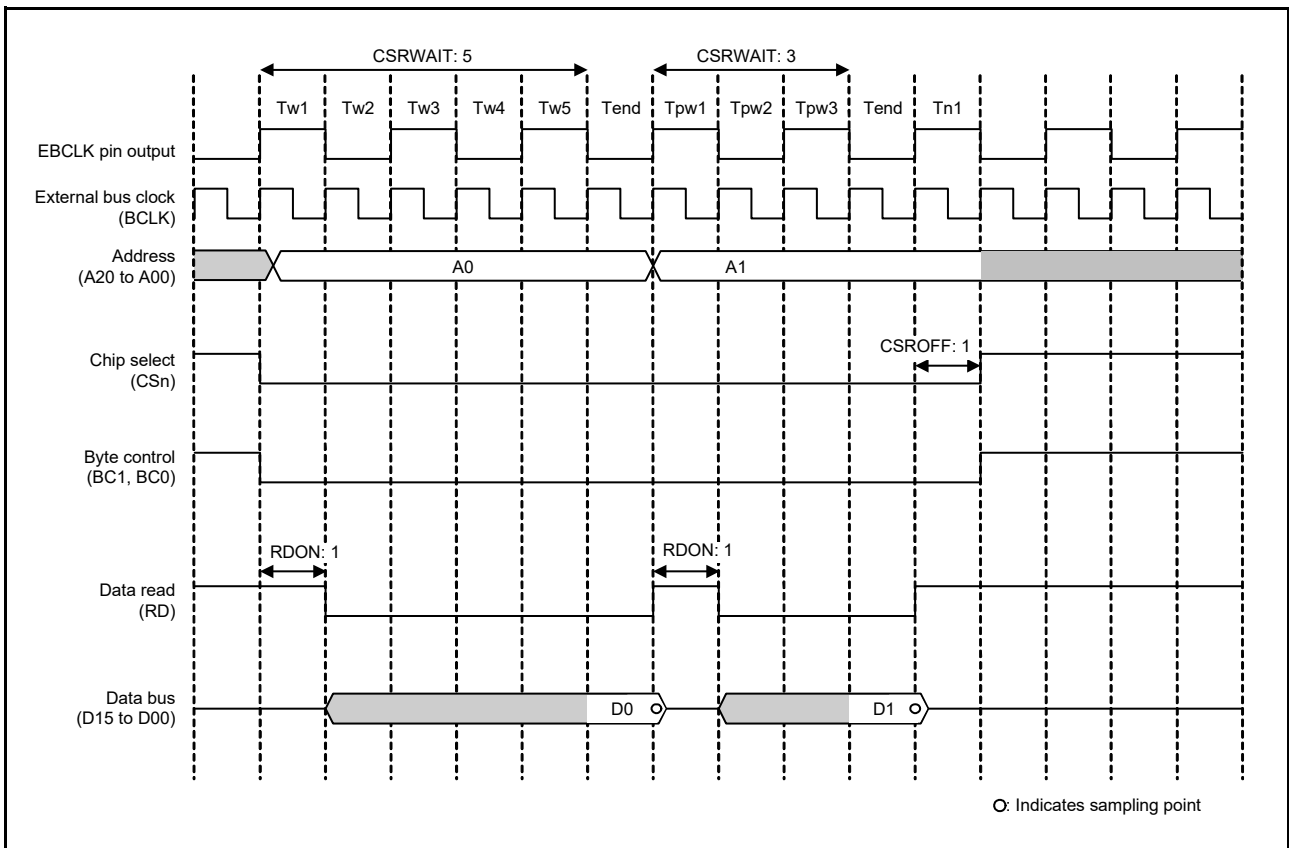 CSRWAIT: 5 CSRWAIT: 3
Tw1 Tw2 Tw3 Tw4 Tw5 Tend Tpw1 Tpw2 Tpw3 Tend Tn1
EBCLK pin output
External bus clock
(BCLK)
Address
(A20 to A00)
A0 A1
Chip select
(CSn)
CSROFF: 1
Byte control
(BC1, BC0)
RDON: 1 RDON: 1
Data read
(RD)
Data bus
(D15 to D00)
D0 D1
: Indicates sampling point